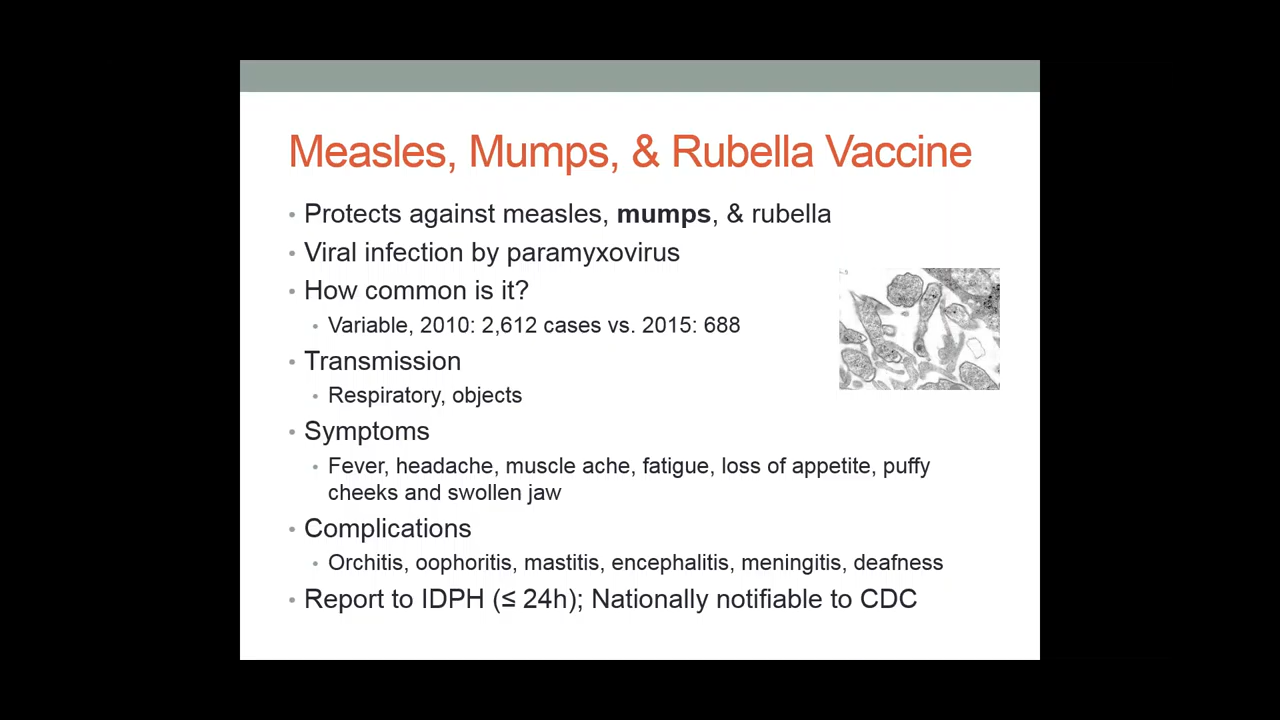 Measles, Mumps, & Rubella Vaccine
• Protects against measles, mumps, & rubella
• Viral infection by paramyxovirus
• How common is it?
• Variable, 2010: 2,612 cases vs. 2015: 688
• Transmission
• Respiratory, objects
• Symptoms
• Fever, headache, muscle ache, fatigue, loss of appetite, puffy
cheeks and swollen jaw
• Complications
• Orchitis, oophoritis, mastitis, encephalitis, meningitis, deafness
• Report to IDPH (≤ 24h); Nationally notifiable to CDC